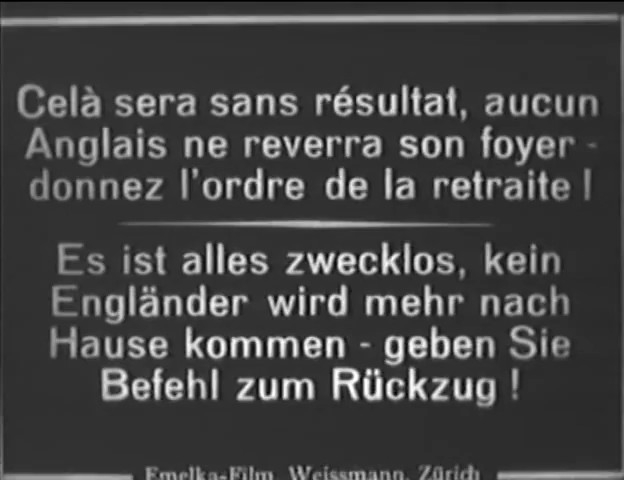 Celà sera sans résultat, aucun
Anglais ne reverra son foyer -
donnez l'ordre de la retraite !
Es ist alles zwecklos, kein
Engländer wird mehr nach
Hause kommen - geben Sie
Befehl zum Rückzug !
Emelka-Film, Weissmann, Zürich